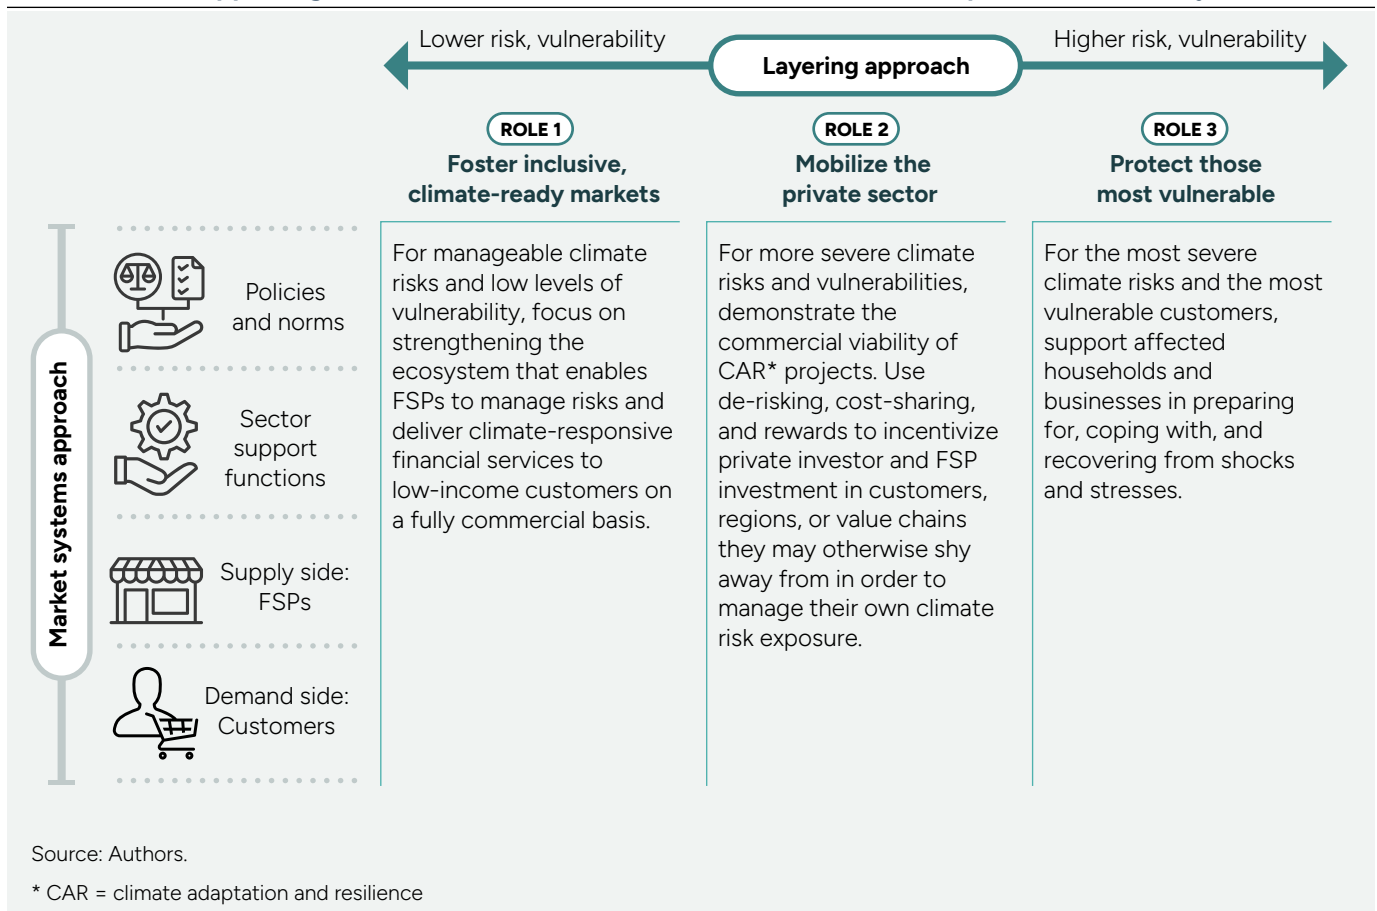 Lower risk, vulnerability
Layering approach
Higher risk, vulnerability
ROLE 1
Foster inclusive,
climate-ready markets
ROLE 2
Mobilize the
private sector
ROLE 3
Protect those
most vulnerable
Market systems approach
Policies
and norms
Sector
support
functions
Supply side:
FSPs
Demand side:
Customers
For manageable climate
risks and low levels of
vulnerability, focus on
strengthening the
ecosystem that enables
FSPs to manage risks and
deliver climate-responsive
financial services to
low-income customers on
a fully commercial basis.
For more severe climate
risks and vulnerabilities,
demonstrate the
commercial viability of
CAR* projects. Use
de-risking, cost-sharing,
and rewards to incentivize
private investor and FSP
investment in customers,
regions, or value chains
they may otherwise shy
away from in order to
manage their own climate
risk exposure.
For the most severe
climate risks and the most
vulnerable customers,
support affected
households and
businesses in preparing
for, coping with, and
recovering from shocks
and stresses.
Source: Authors.
* CAR = climate adaptation and resilience